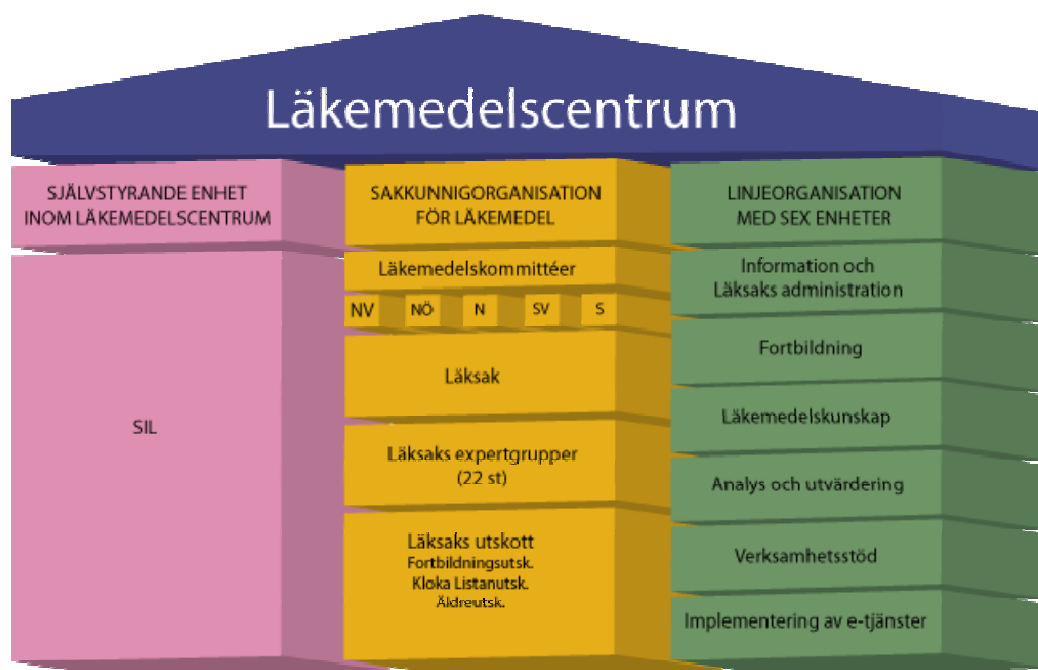 Läkemedelscentrum
SJÄLVSTYRANDE ENHET
INOM LÄKEMEDELSCENTRUM
SIL
SAKKUNNIGORGANISATION
FÖR LÄKEMEDEL
Läkemedelskommittéer
NV NÖ N SV S
Läksak
Läksaks expertgrupper
(22 st)
Läksaks utskott
Fortbildningsutsk.
Kloka Listanutsk.
Äldreutsk.
LINJEORGANISATION
MED SEX ENHETER
Information och
Läksaks administration
Fortbildning
Läkemedelskunskap
Analys och utvärdering
Verksamhetsstöd
Implementering av e-tjänster